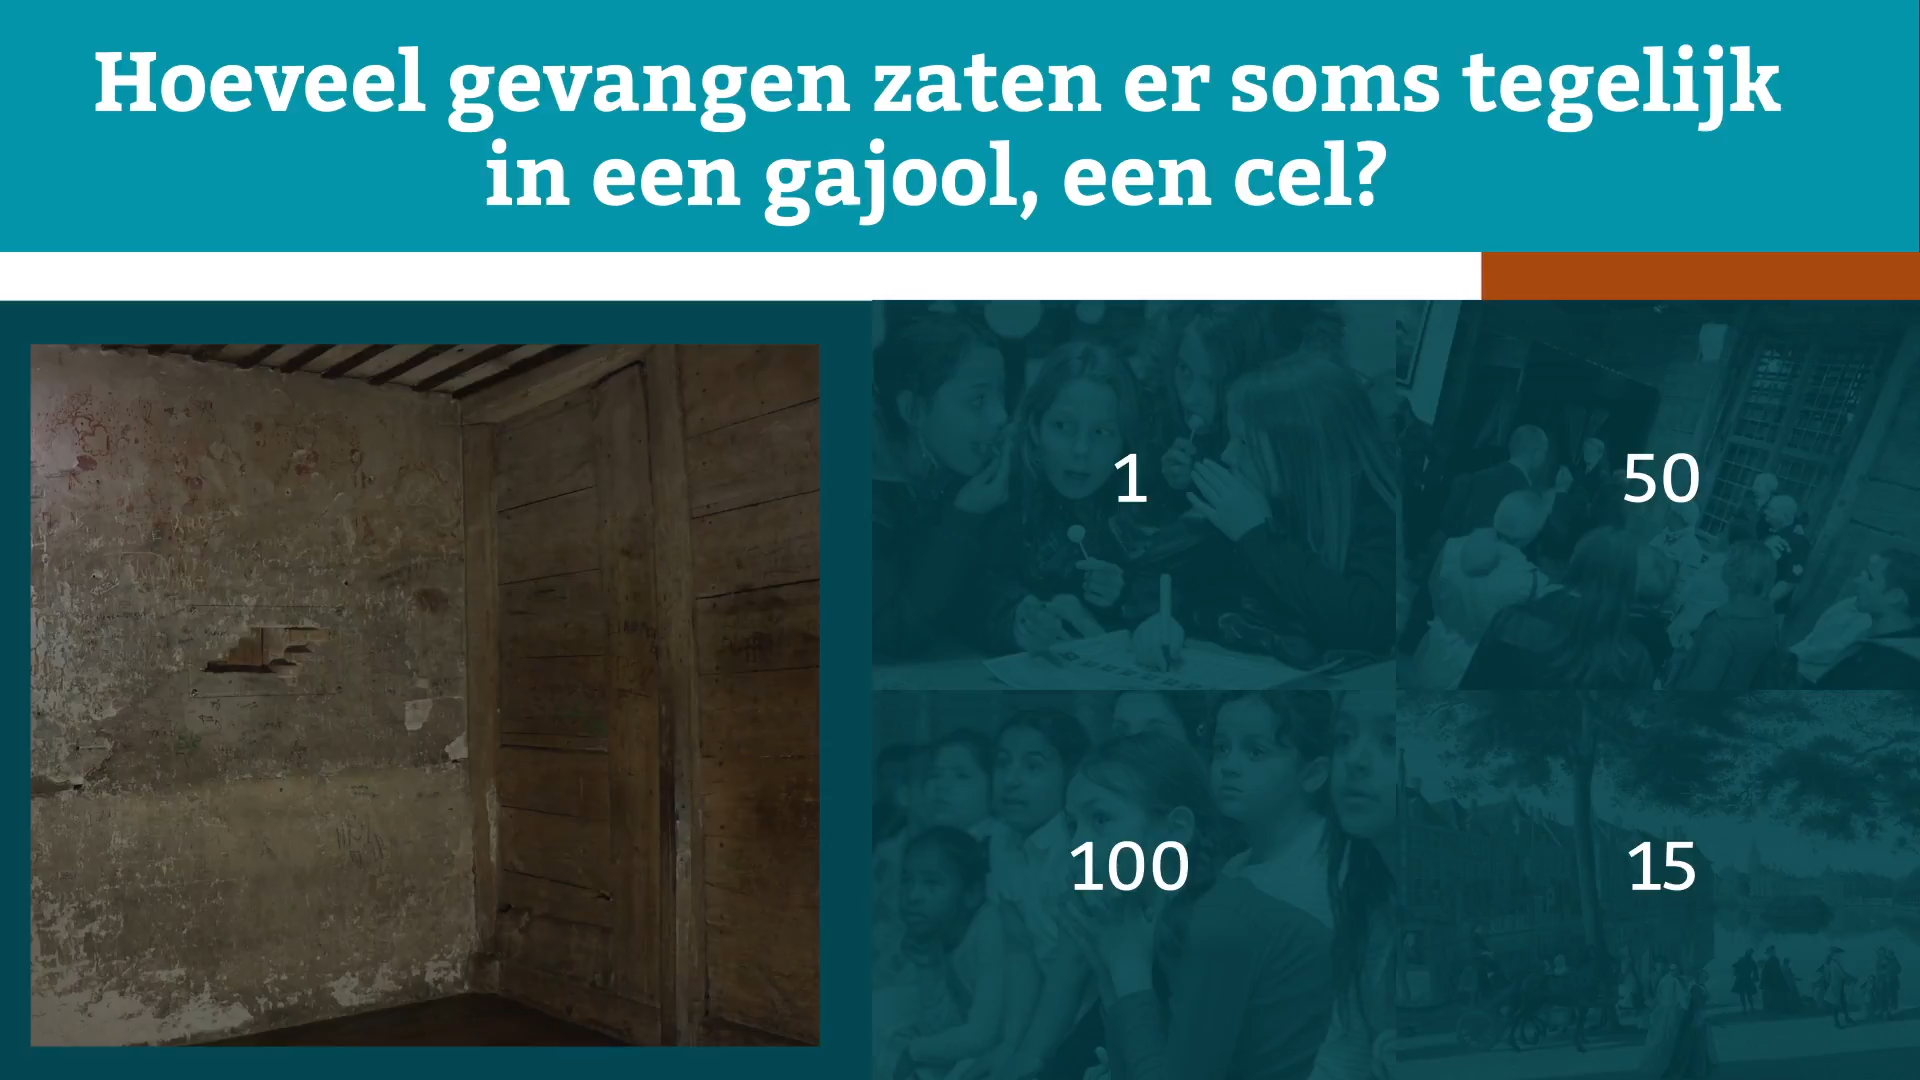 Hoeveel gevangen zaten er soms tegelijk
in een gajool, een cel?
1
50
100
15